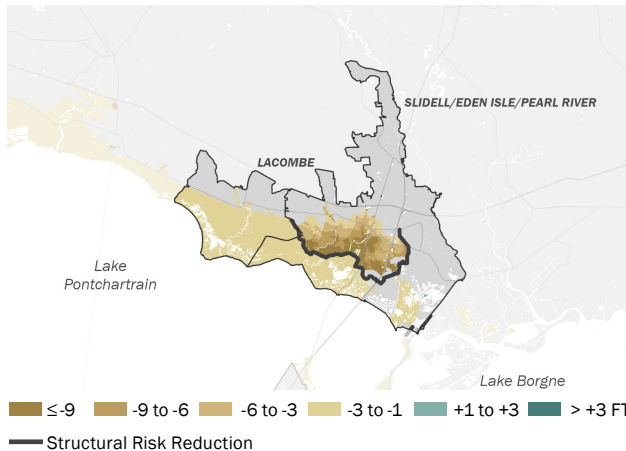 SLIDELL/EDEN ISLE/PEARL RIVER
LACOMBE
Lake
Pontchartrain
Lake Borgne
≤ -9 -9 to -6 -6 to -3 -3 to -1 +1 to +3 > +3 FT
Structural Risk Reduction